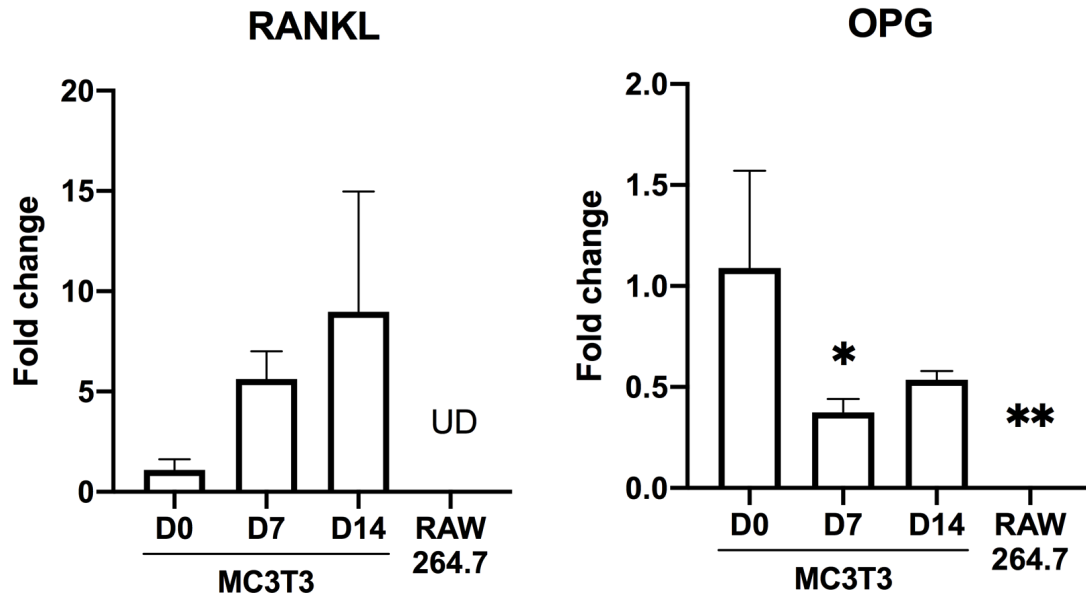 RANKL
Fold change
20
15
10
5
0
UD
D0 D7 D14 RAW
264.7
MC3T3
OPG
Fold change
2.0
1.5
1.0
0.5
0.0
*
**
D0 D7 D14 RAW
264.7
MC3T3